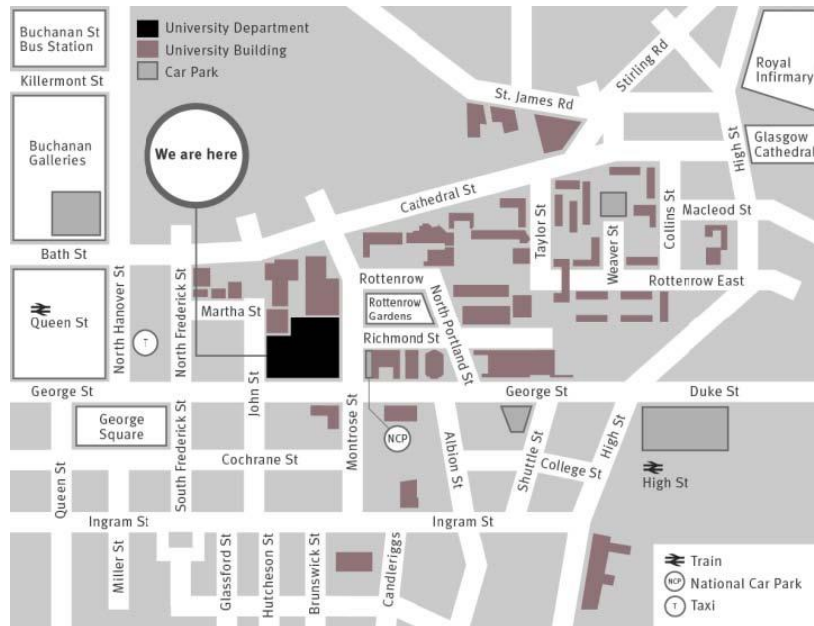 Buchanan St
Bus Station
University Department
University Building
Car Park
Stirling Rd
Royal
Infirmary
Killermont St
St. James Rd
Buchanan
Galleries
We are here
High St
Glasgow
Cathedral
Cathedral St
Taylor St
Weaver St
Collins St
Macleod St
Bath St
Rottenrow
Rottenrow East
North Hanover St
North Frederick St
Martha St
Rottenrow
Gardens
North Portland St
Queen St
T
Richmond St
George St
John St
George St
Duke St
George
Square
South Frederick St
Montrose St
NCP
Albion St
Shuttle St
High St
Queen St
Cochrane St
College St
High St
Ingram St
Ingram St
Miller St
Glassford St
Hutcheson St
Brunswick St
Candleriggs
Train
NCP National Car Park
T Taxi